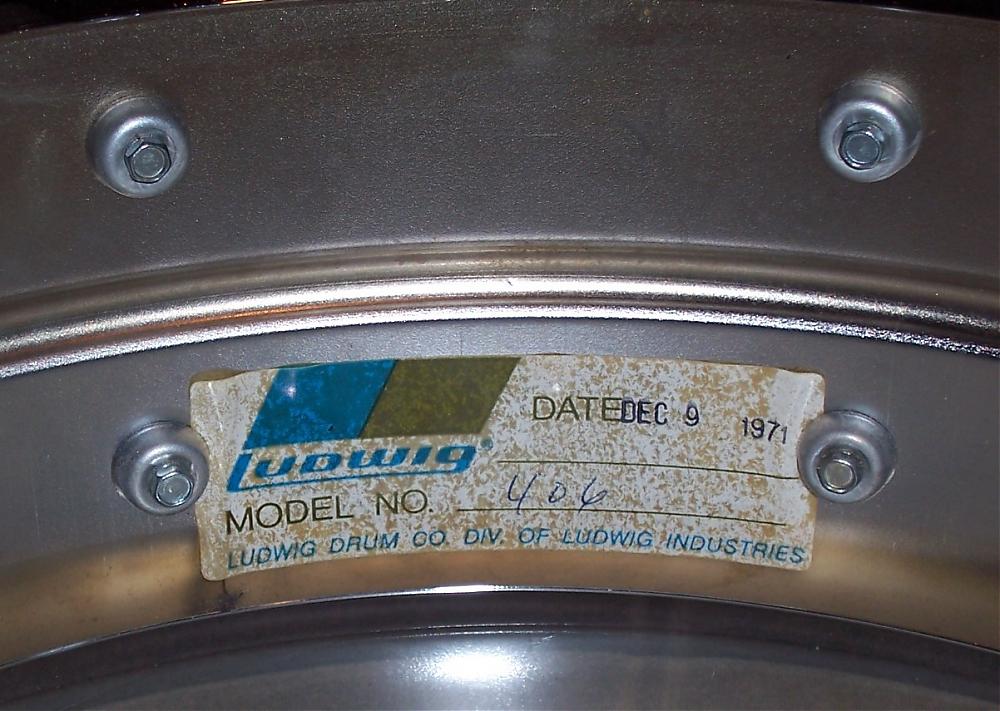 DATE DEC 9 1971
Ludwig®
MODEL NO. 406
LUDWIG DRUM CO. DIV. OF LUDWIG INDUSTRIES